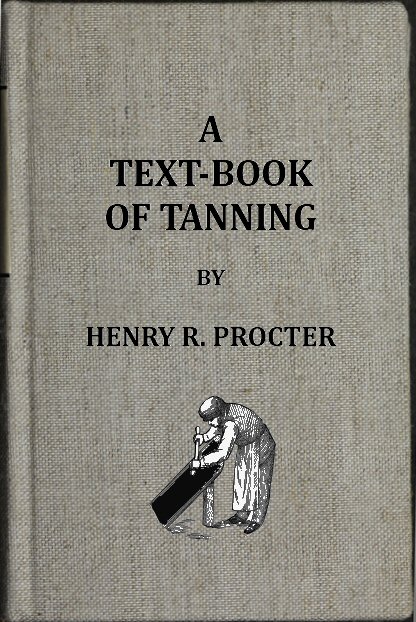 A
TEXT-BOOK
OF TANNING
BY
HENRY R. PROCTER